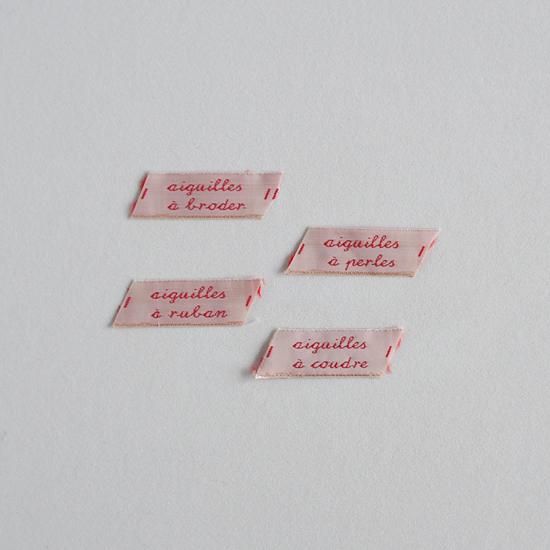 aiguilles
à broder
aiguilles
à perles
aiguilles
à ruban
aiguilles
à coudre